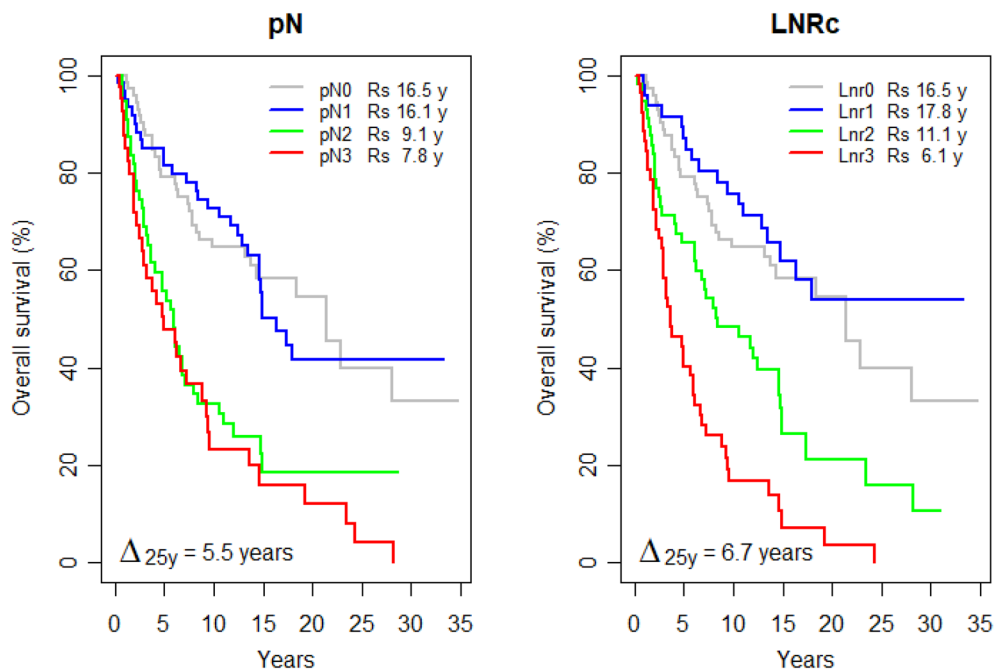 pN
Overall survival (%)
100
80
60
40
20
0
pN0 Rs 16.5 y
pN1 Rs 16.1 y
pN2 Rs 9.1 y
pN3 Rs 7.8 y
Δ25y = 5.5 years
0 5 10 15 20 25 30 35
Years
LNRc
Overall survival (%)
100
80
60
40
20
0
Lnr0 Rs 16.5 y
Lnr1 Rs 17.8 y
Lnr2 Rs 11.1 y
Lnr3 Rs 6.1 y
Δ25y = 6.7 years
0 5 10 15 20 25 30 35
Years